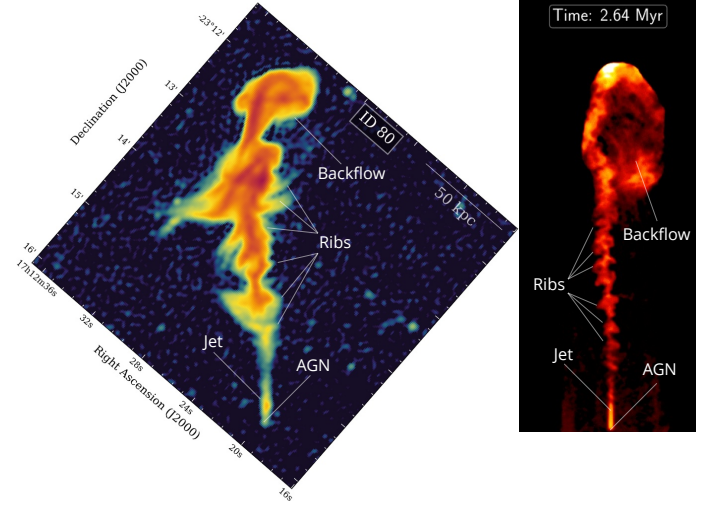 -23°12'
13'
14'
15'
16'
Declination (J2000)
17h12m36s
32s
28s
24s
20s
16s
Right Ascension (J2000)
ID 80
50 kpc
Backflow
Ribs
Jet
AGN
Time: 2.64 Myr
Backflow
Ribs
Jet
AGN